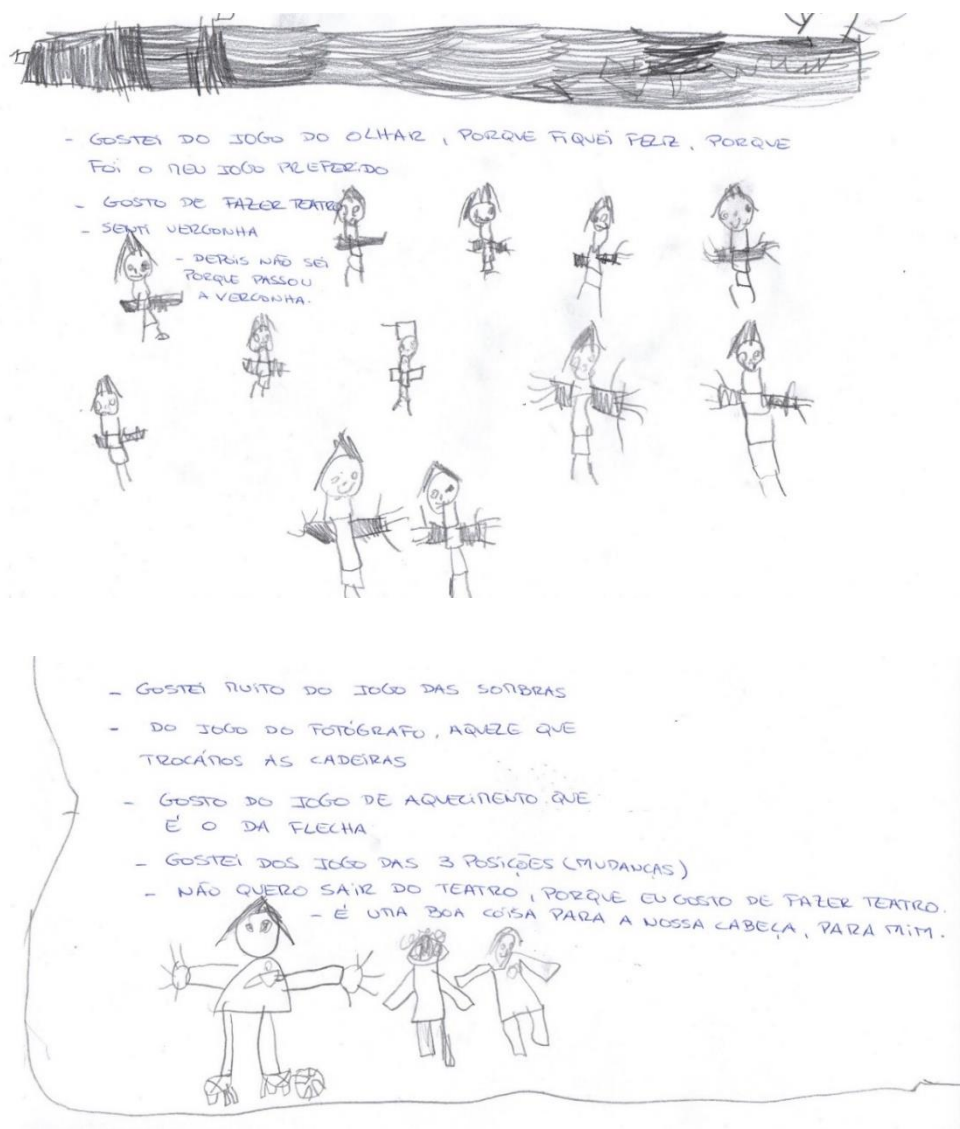 - GOSTEI DO JOGO DO OLHAR, PORQUE FIQUEI FELIZ, PORQUE
FOI O MEU JOGO PREFERIDO
- GOSTO DE FAZER TEATRO
- SENTI VERGONHA
- DEPOIS NÃO SEI
PORQUE PASSOU
A VERGONHA.
- GOSTEI MUITO DO JOGO DAS SOMBRAS
- DO JOGO DO FOTÓGRAFO, AQUELE QUE
TROCÁMOS AS CADEIRAS
- GOSTO DO JOGO DE AQUECIMENTO QUE
É O DA FLECHA
- GOSTEI DOS JOGO DAS 3 POSIÇÕES (MUDANÇAS)
- NÃO QUERO SAIR DO TEATRO, PORQUE EU GOSTO DE FAZER TEATRO.
- É UMA BOA COISA PARA A NOSSA CABEÇA, PARA MIM.